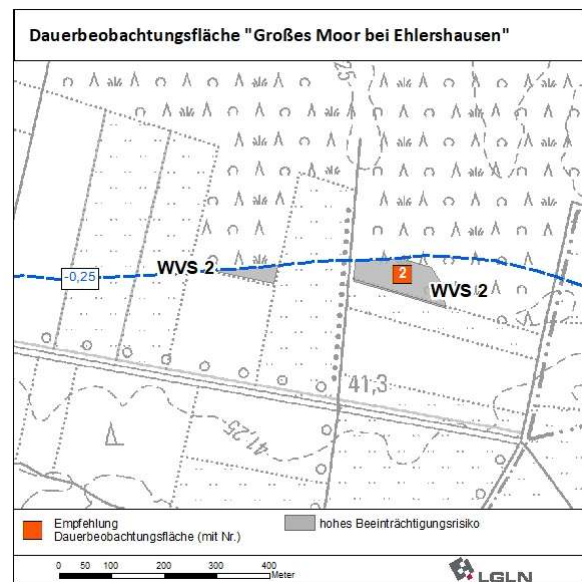 Dauerbeobachtungsfläche "Großes Moor bei Ehlershausen"
25
WVS 2
-0,25
2
WVS 2
41,3
41,25
Empfehlung
Dauerbeobachtungsfläche (mit Nr.)
hohes Beeinträchtigungsrisiko
0 50 100 200 300 400
Meter
LGLN